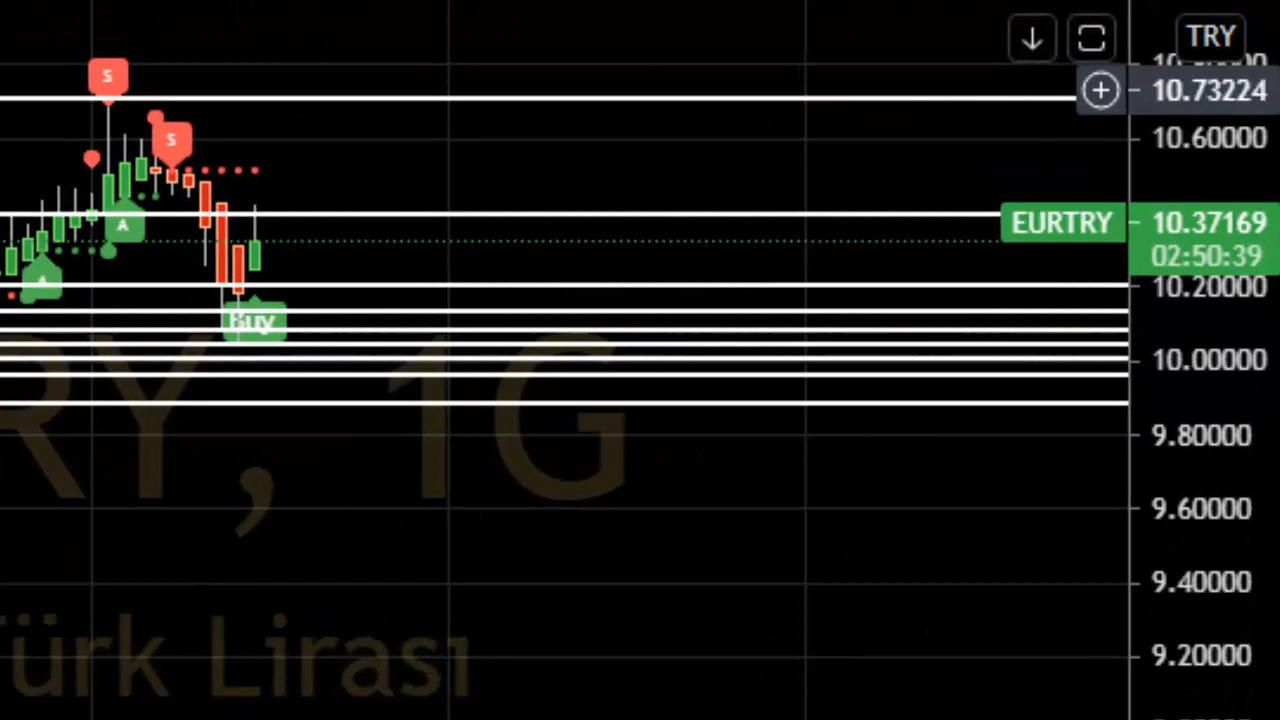 TRY
10.73224
10.60000
EURTRY 10.37169
02:50:39
10.20000
10.00000
9.80000
9.60000
9.40000
9.20000
S
S
A
A
Buy
RY, 1G
Türk Lirası